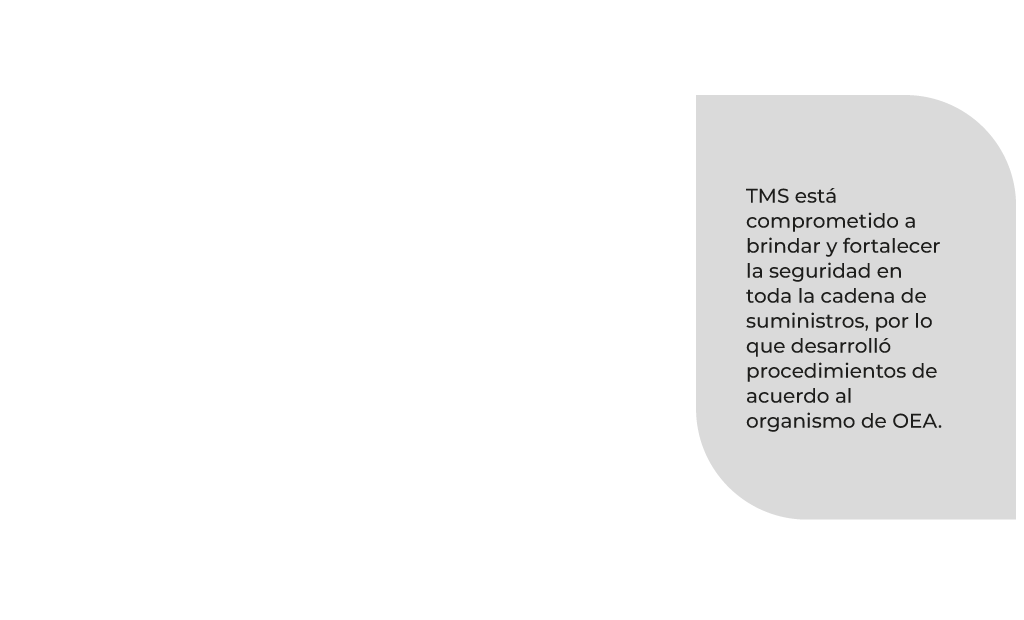 TMS está
comprometido a
brindar y fortalecer
la seguridad en
toda la cadena de
suministros, por lo
que desarrolló
procedimientos de
acuerdo al
organismo de OEA.